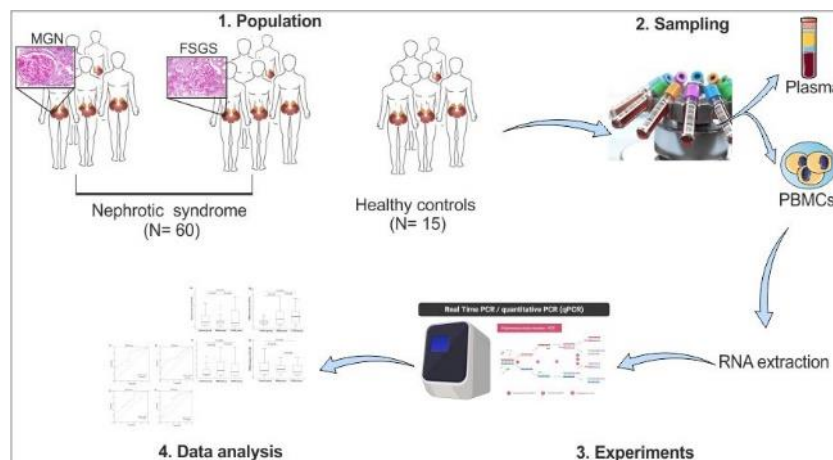 1. Population
MGN
FSGS
Nephrotic syndrome
(N= 60)
Healthy controls
(N= 15)
2. Sampling
Plasma
PBMCs
RNA extraction
Real Time PCR / quantitative PCR (qPCR)
3. Experiments
4. Data analysis